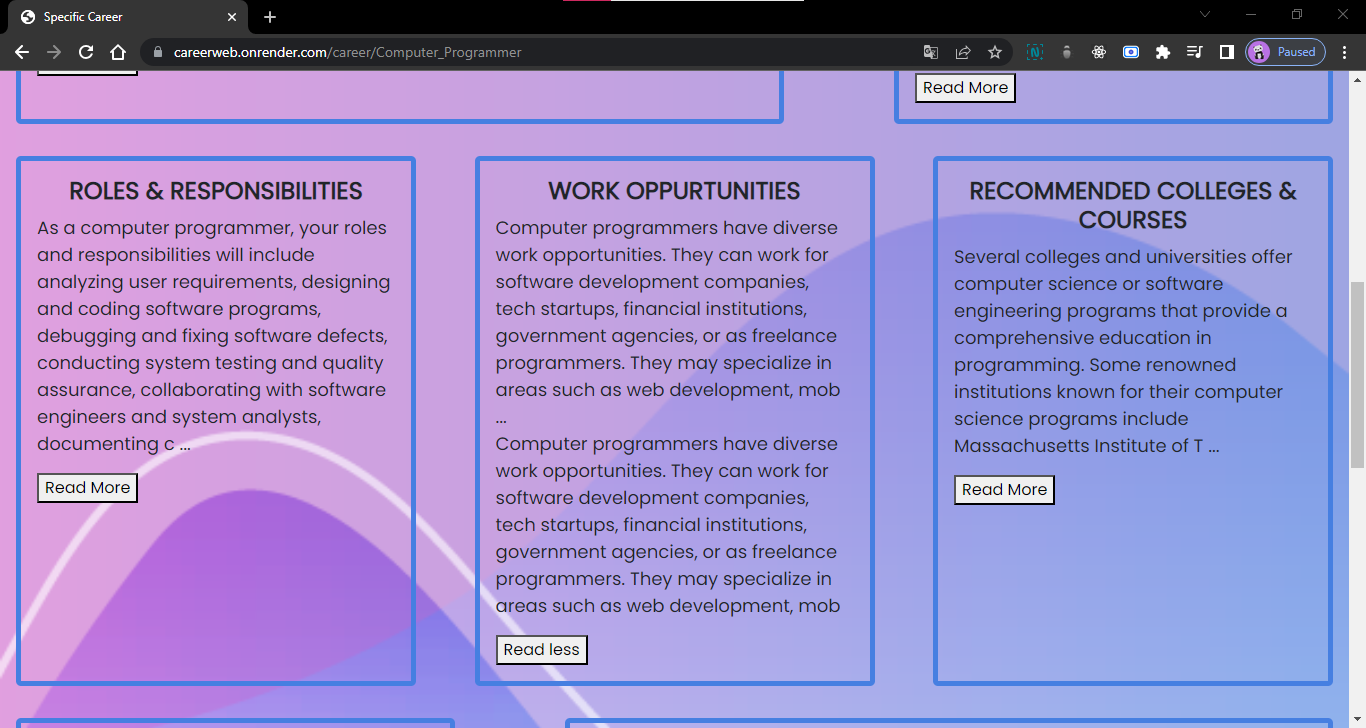 Specific Career
careerweb.onrender.com/career/Computer_Programmer
Paused
Read More
ROLES & RESPONSIBILITIES
As a computer programmer, your roles
and responsibilities will include
analyzing user requirements, designing
and coding software programs,
debugging and fixing software defects,
conducting system testing and quality
assurance, collaborating with software
engineers and system analysts,
documenting c ...
Read More
WORK OPPURTUNITIES
Computer programmers have diverse
work opportunities. They can work for
software development companies,
tech startups, financial institutions,
government agencies, or as freelance
programmers. They may specialize in
areas such as web development, mob
...
Computer programmers have diverse
work opportunities. They can work for
software development companies,
tech startups, financial institutions,
government agencies, or as freelance
programmers. They may specialize in
areas such as web development, mob
Read less
RECOMMENDED COLLEGES &
COURSES
Several colleges and universities offer
computer science or software
engineering programs that provide a
comprehensive education in
programming. Some renowned
institutions known for their computer
science programs include
Massachusetts Institute of T ...
Read More